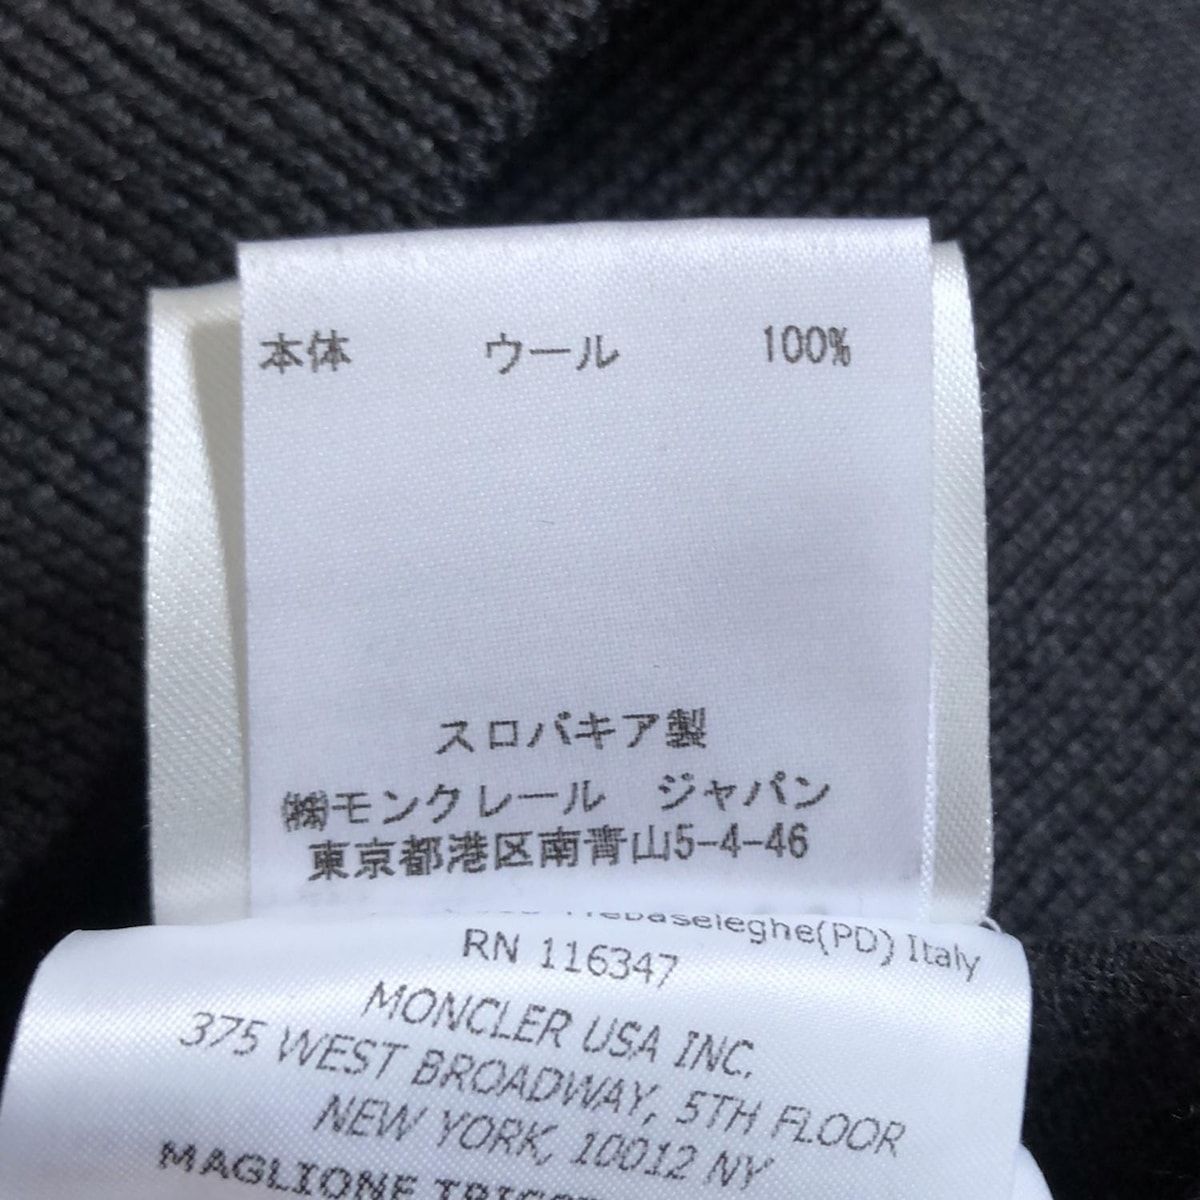 本体 ウール 100%
スロバキア製
㈱モンクレール ジャパン
東京都港区南青山5-4-46
Trebaseleghe(PD) Italy
RN 116347
MONCLER USA INC.
375 WEST BROADWAY, 5TH FLOOR
NEW YORK, 10012 NY
MAGLIONE TRICOT